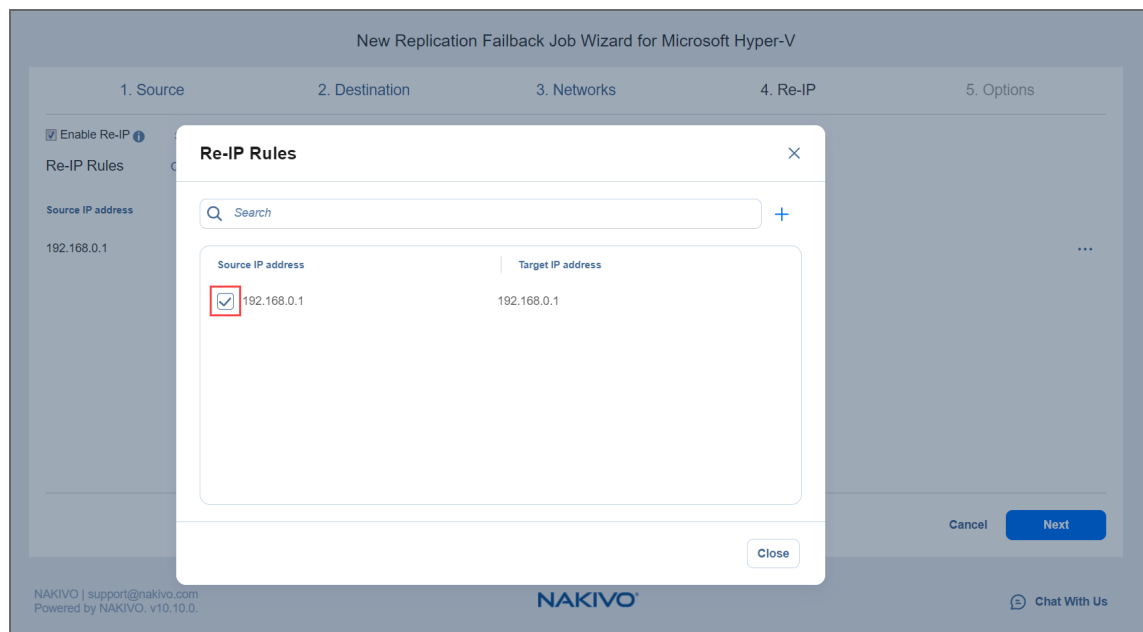 New Replication Failback Job Wizard for Microsoft Hyper-V
1. Source 2. Destination 3. Networks 4. Re-IP 5. Options
Enable Re-IP
Re-IP Rules
Source IP address
192.168.0.1
...
Re-IP Rules
Search
Source IP address Target IP address
192.168.0.1 192.168.0.1
Close
Cancel Next
NAKIVO | support@nakivo.com
Powered by NAKIVO. v10.10.0.
NAKIVO
Chat With Us